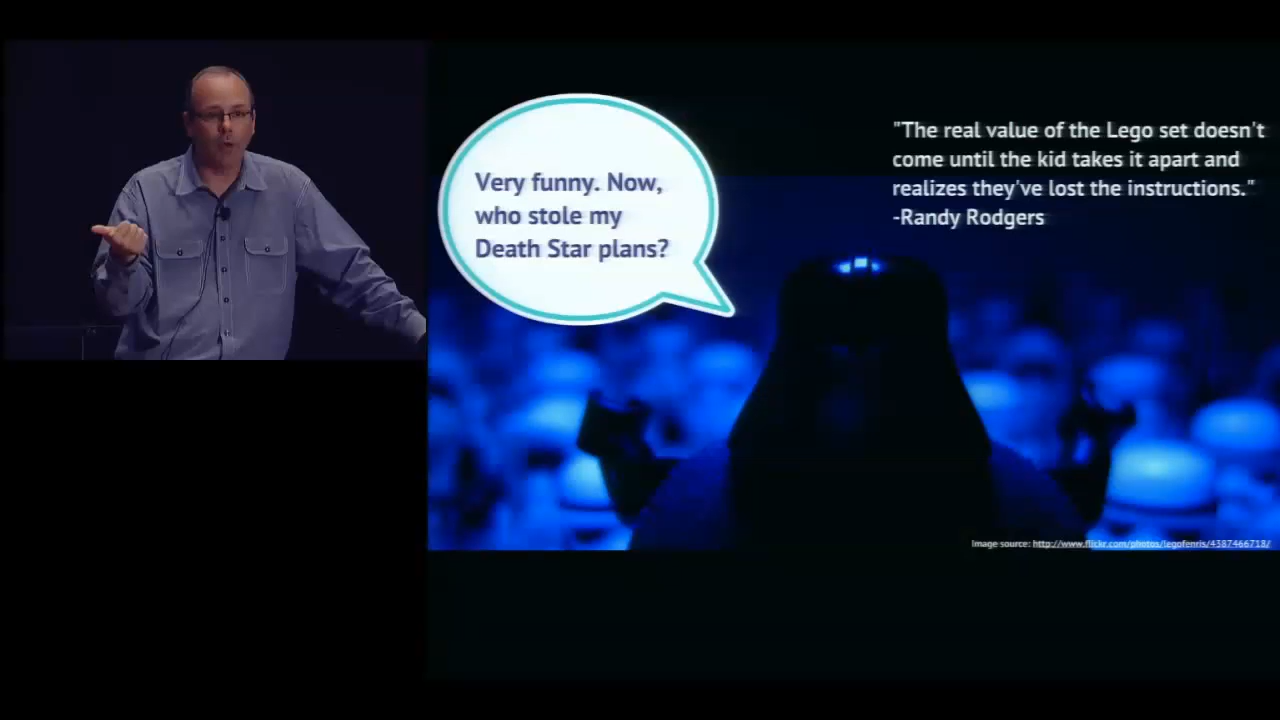 Very funny. Now,
who stole my
Death Star plans?
"The real value of the Lego set doesn't
come until the kid takes it apart and
realizes they've lost the instructions."
-Randy Rodgers
Image source: http://www.flickr.com/photos/legofenris/4387466718/